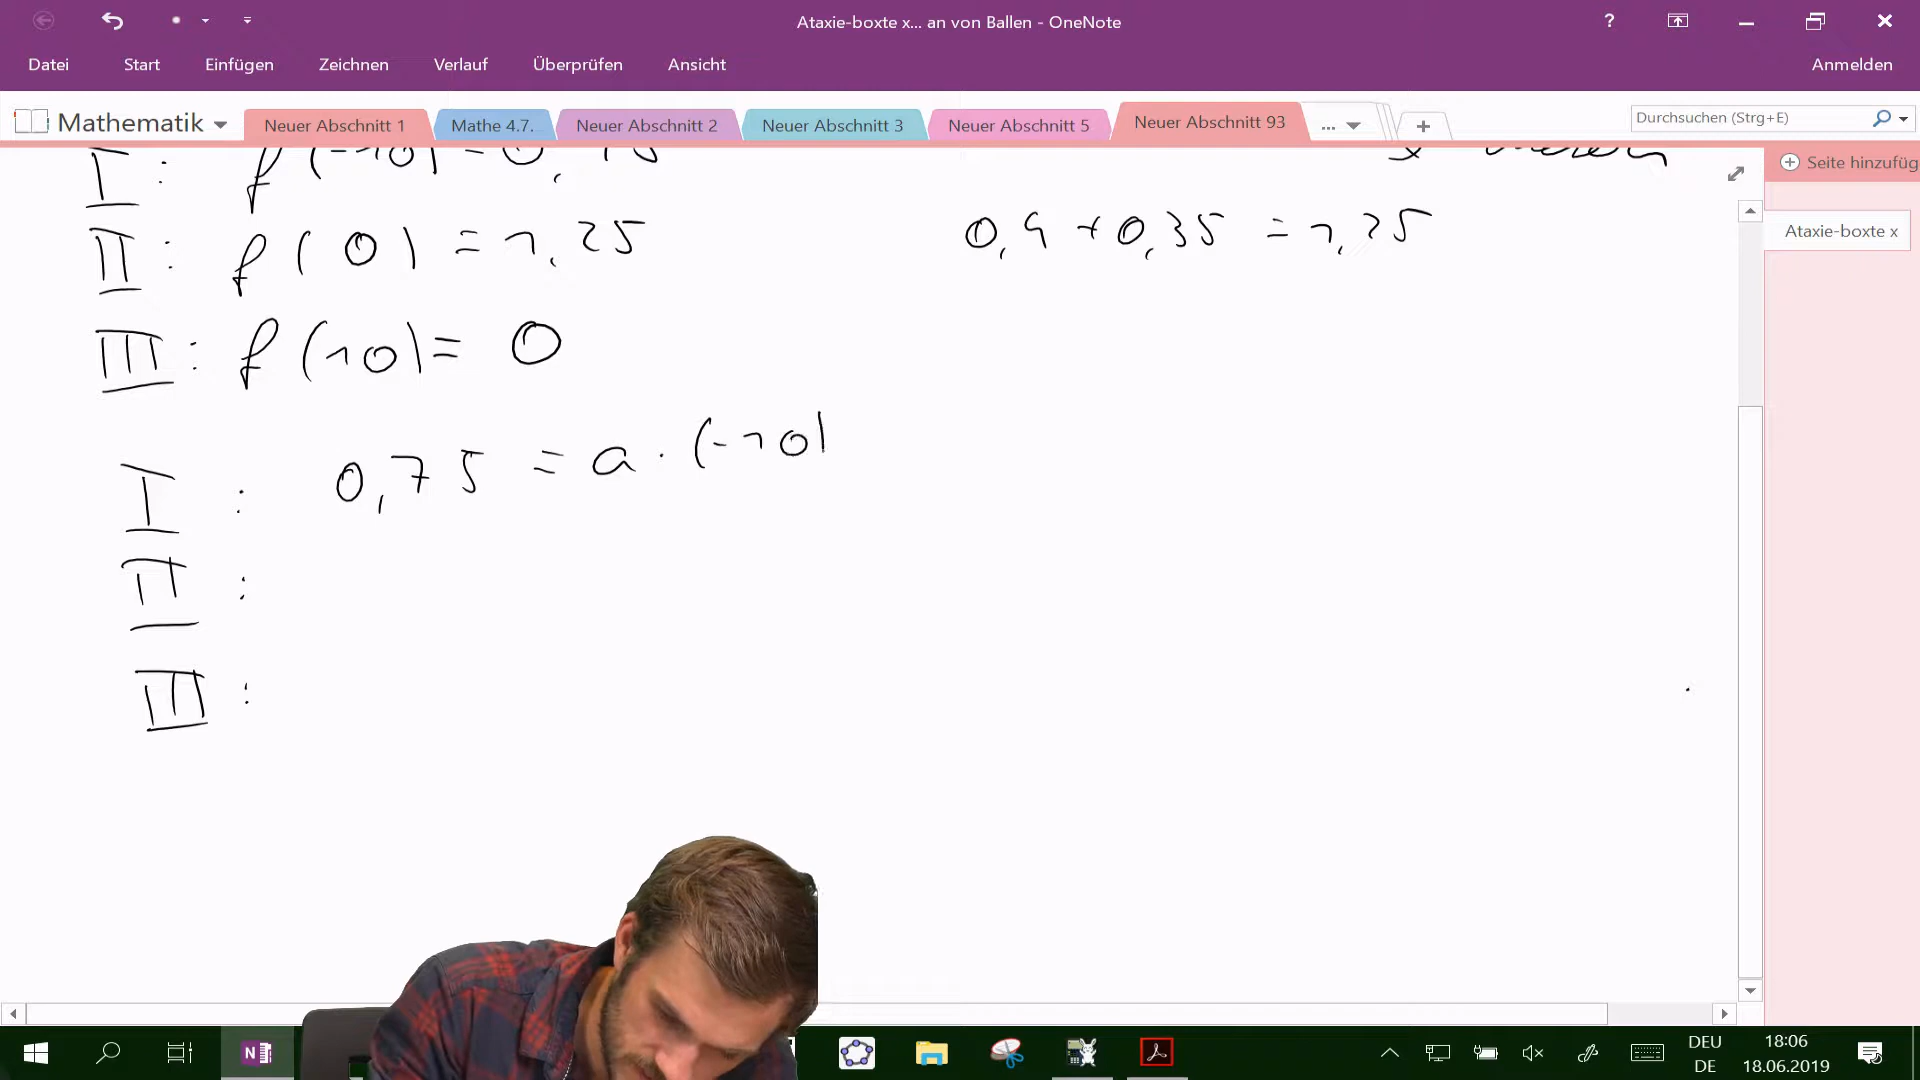 Ataxie-boxte x... an von Ballen - OneNote
?
Datei Start Einfügen Zeichnen Verlauf Überprüfen Ansicht Anmelden
Mathematik
Neuer Abschnitt 1
Mathe 4.7.
Neuer Abschnitt 2
Neuer Abschnitt 3
Neuer Abschnitt 5
Neuer Abschnitt 93
...
Durchsuchen (Strg+E)
Seite hinzufüg
Ataxie-boxte x
I: f(-10) = 0,75
II: f(0) = 1,25
0,9 + 0,35 = 1,25
III: f(10) = 0
I: 0,75 = a · (-10)
II:
III:
DEU
DE
18:06
18.06.2019